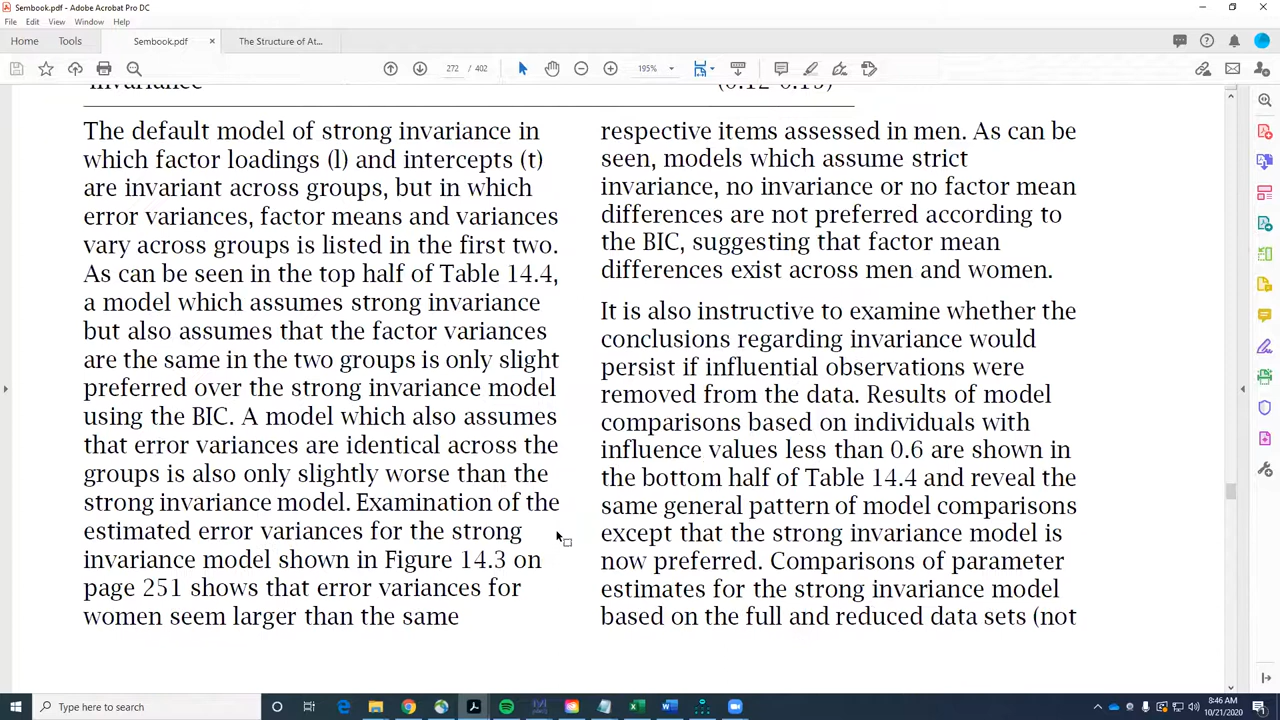 Sembook.pdf - Adobe Acrobat Pro DC
File Edit View Window Help
Home Tools Sembook.pdf × The Structure of At...
272 / 402 195%
Invariance (0.12-0.15)
The default model of strong invariance in
which factor loadings (l) and intercepts (t)
are invariant across groups, but in which
error variances, factor means and variances
vary across groups is listed in the first two.
As can be seen in the top half of Table 14.4,
a model which assumes strong invariance
but also assumes that the factor variances
are the same in the two groups is only slight
preferred over the strong invariance model
using the BIC. A model which also assumes
that error variances are identical across the
groups is also only slightly worse than the
strong invariance model. Examination of the
estimated error variances for the strong
invariance model shown in Figure 14.3 on
page 251 shows that error variances for
women seem larger than the same
respective items assessed in men. As can be
seen, models which assume strict
invariance, no invariance or no factor mean
differences are not preferred according to
the BIC, suggesting that factor mean
differences exist across men and women.
It is also instructive to examine whether the
conclusions regarding invariance would
persist if influential observations were
removed from the data. Results of model
comparisons based on individuals with
influence values less than 0.6 are shown in
the bottom half of Table 14.4 and reveal the
same general pattern of model comparisons
except that the strong invariance model is
now preferred. Comparisons of parameter
estimates for the strong invariance model
based on the full and reduced data sets (not
Type here to search
8:46 AM
10/21/2020